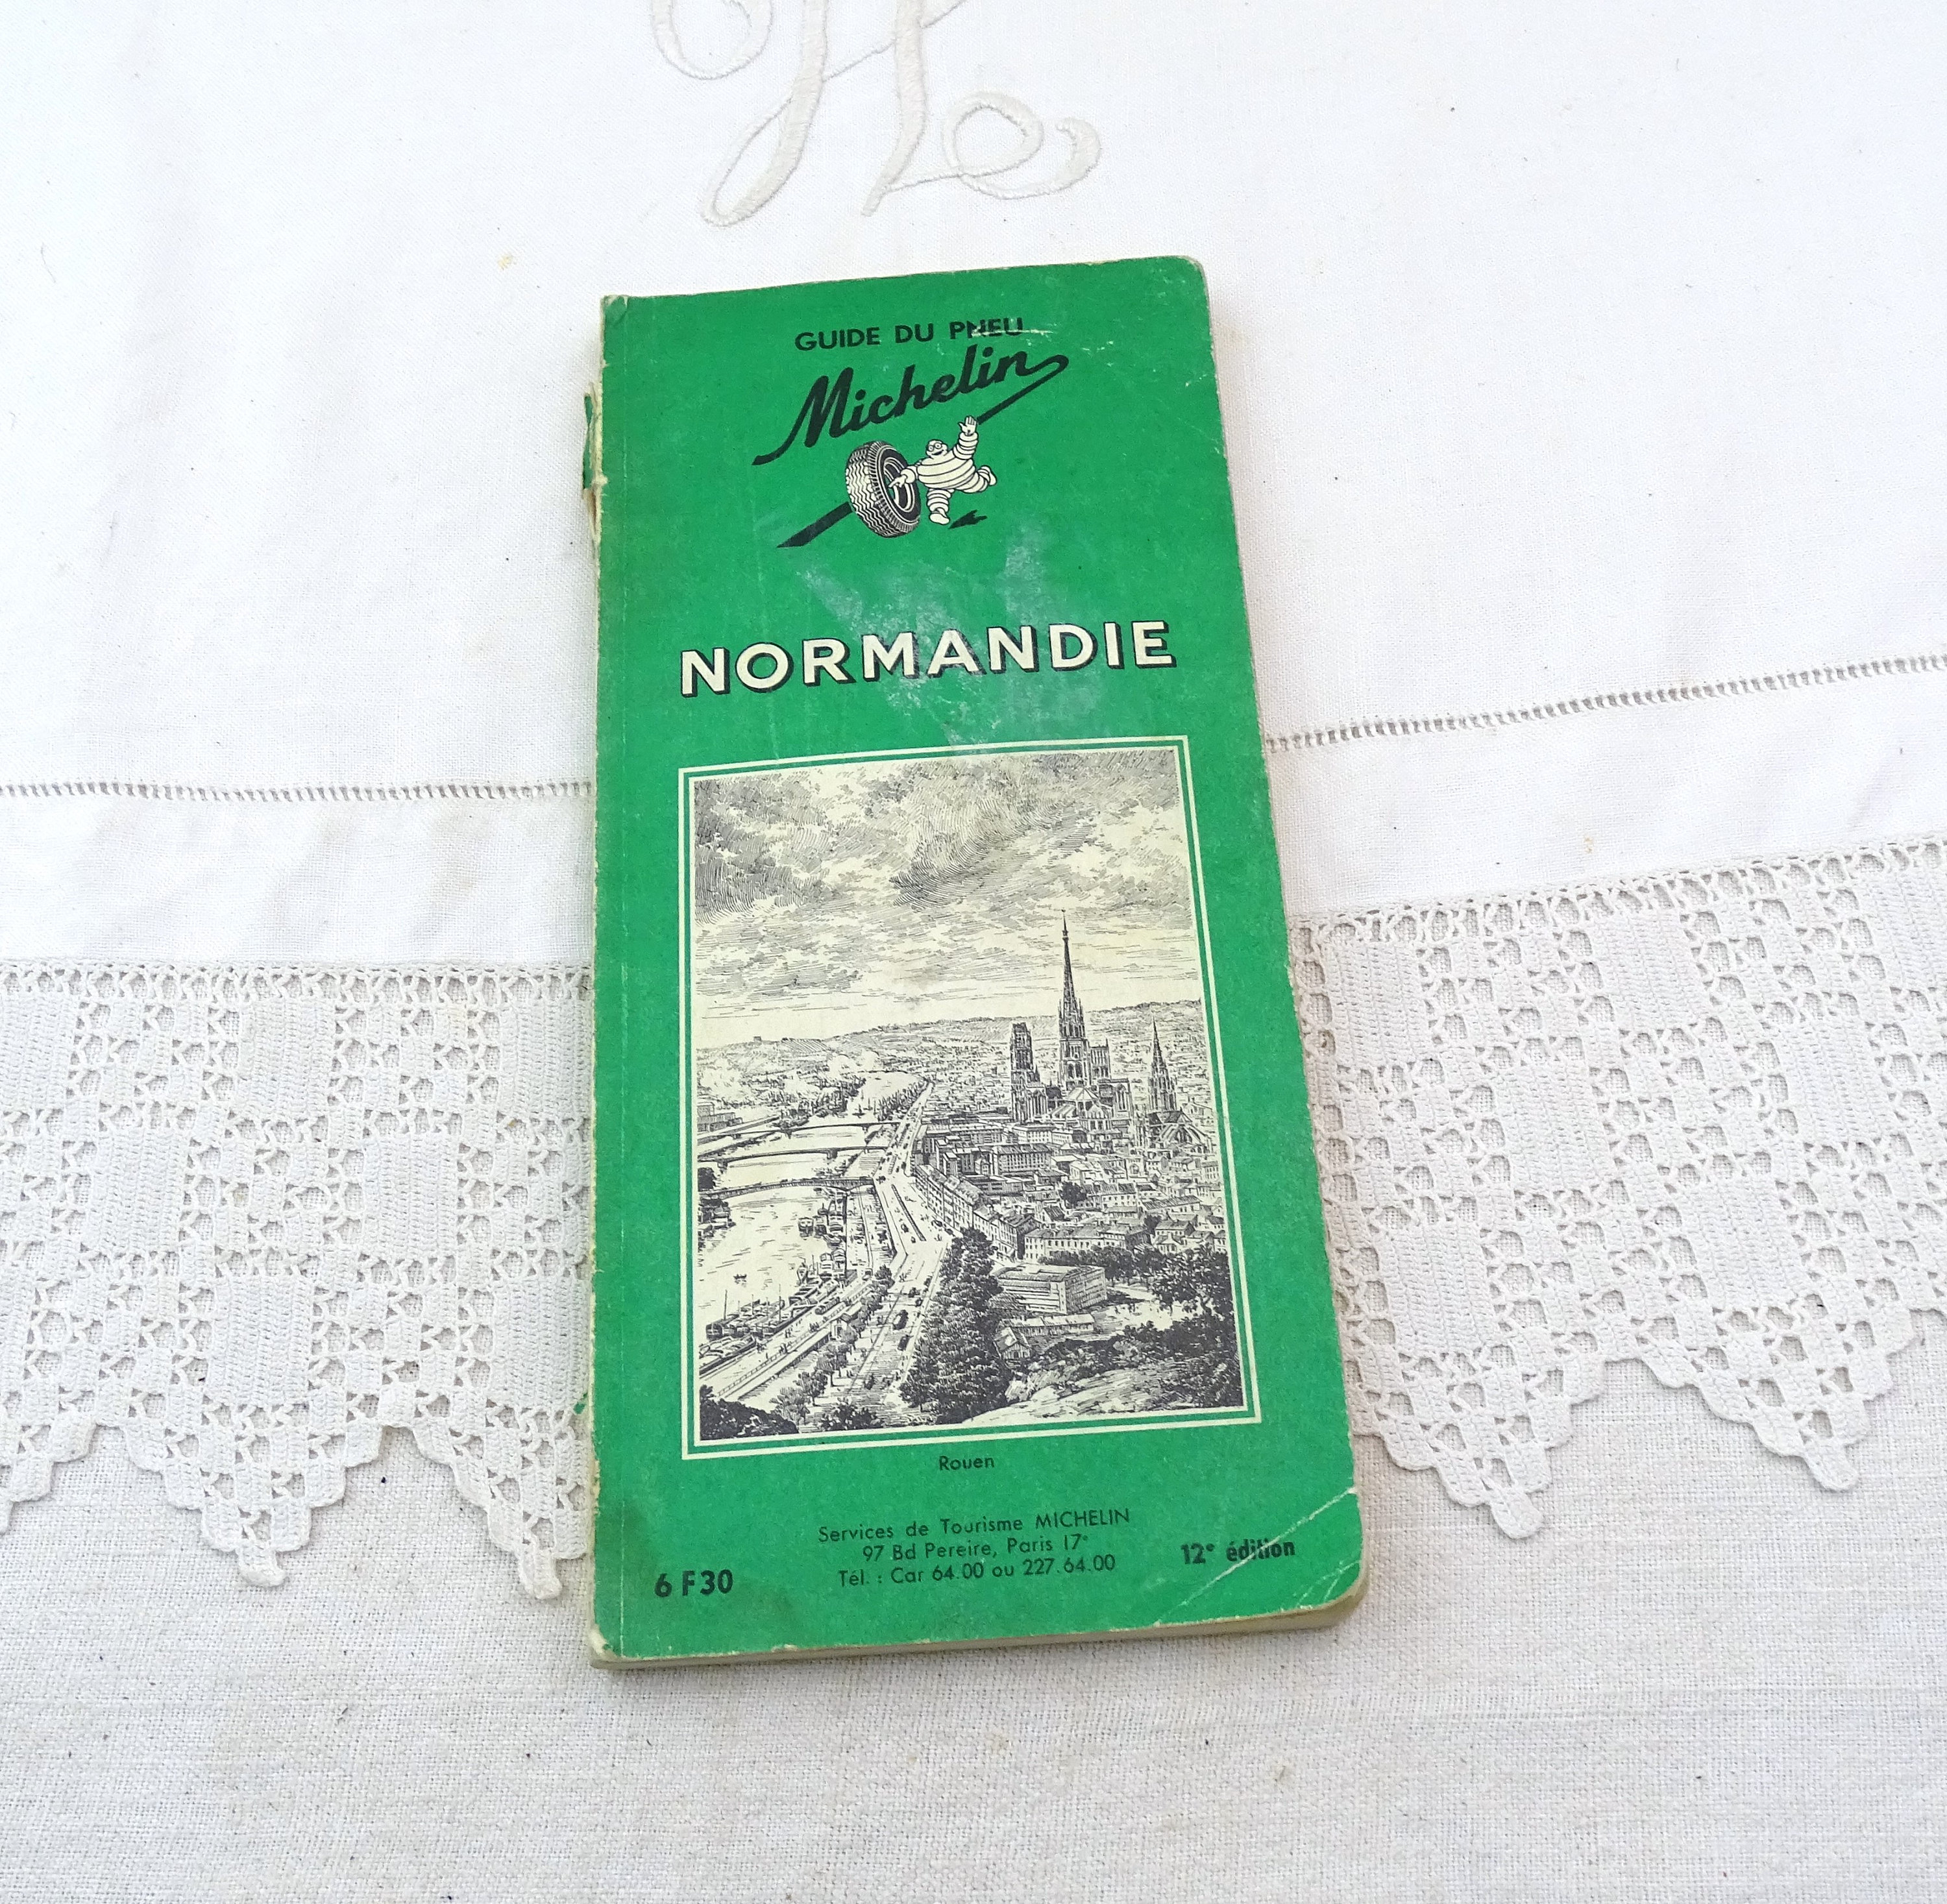 GUIDE DU PNEU
Michelin
NORMANDIE
Rouen
Services de Tourisme MICHELIN
97 Bd Pereire, Paris 17e
Tél. : Car 64.00 ou 227.64.00
6 F30
12e édition